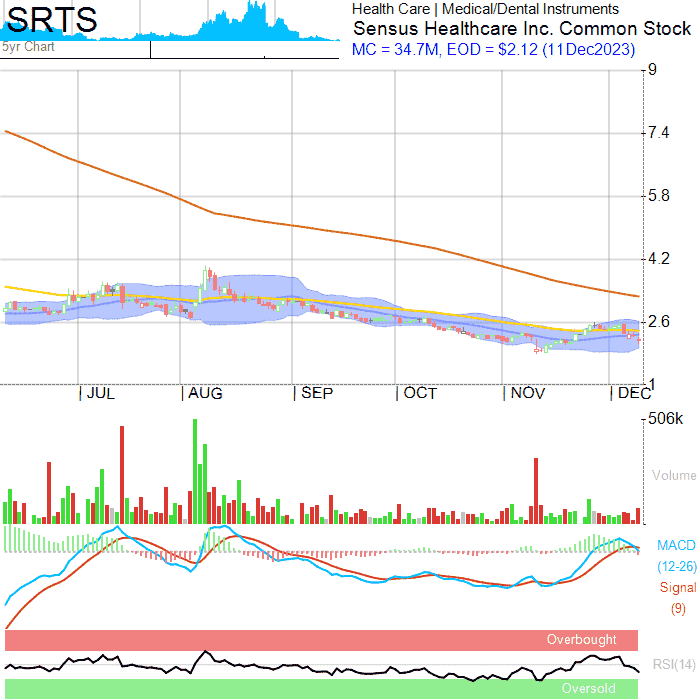 SRTS
Health Care | Medical/Dental Instruments
Sensus Healthcare Inc. Common Stock
MC = 34.7M, EOD = $2.12 (11Dec2023)
5yr Chart
9
7.4
5.8
4.2
2.6
1
JUL AUG SEP OCT NOV DEC
506k
Volume
MACD
(12-26)
Signal
(9)
Overbought
RSI(14)
Oversold